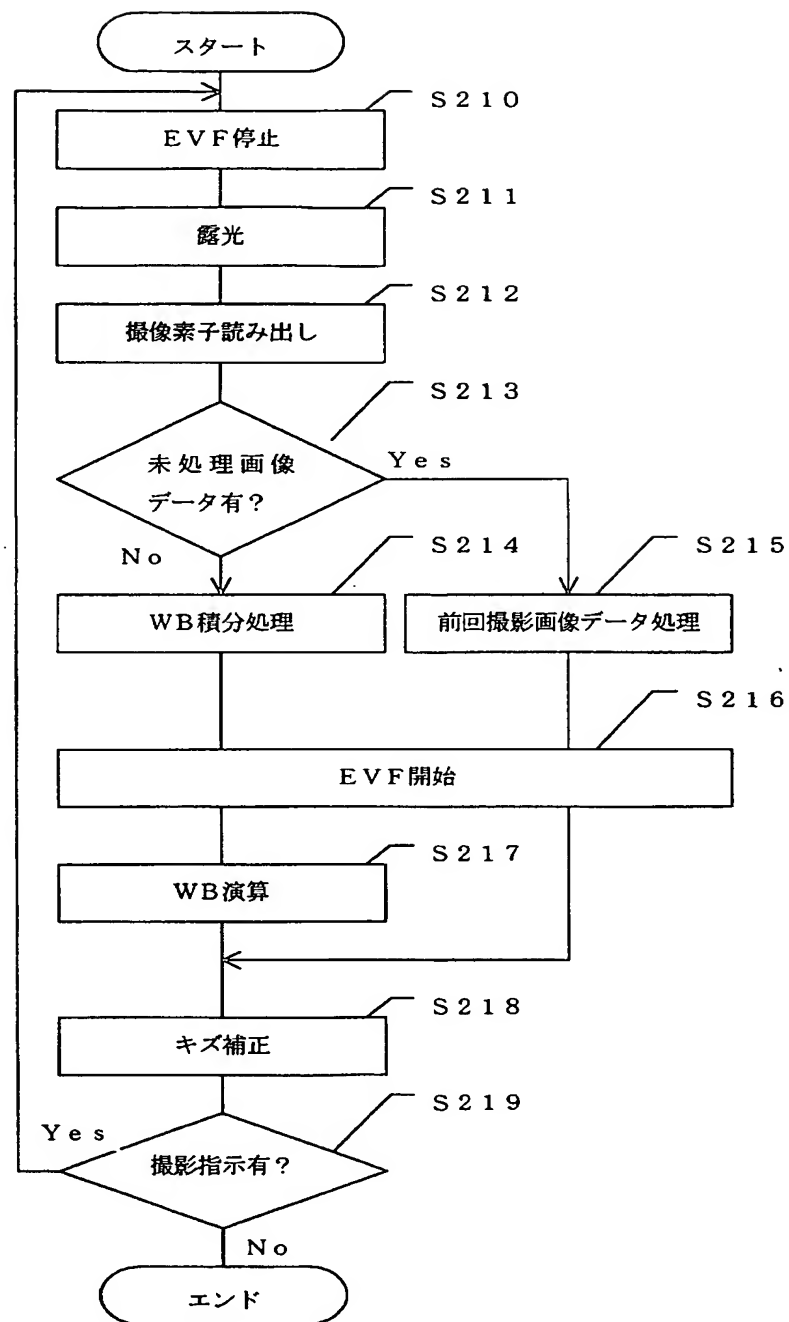 スタート
S210
EVF停止
S211
露光
S212
撮像素子読み出し
S213
未処理画像
データ有?
Yes
No
S214
WB積分処理
S215
前回撮影画像データ処理
S216
EVF開始
S217
WB演算
S218
キズ補正
S219
Yes
撮影指示有?
No
エンド